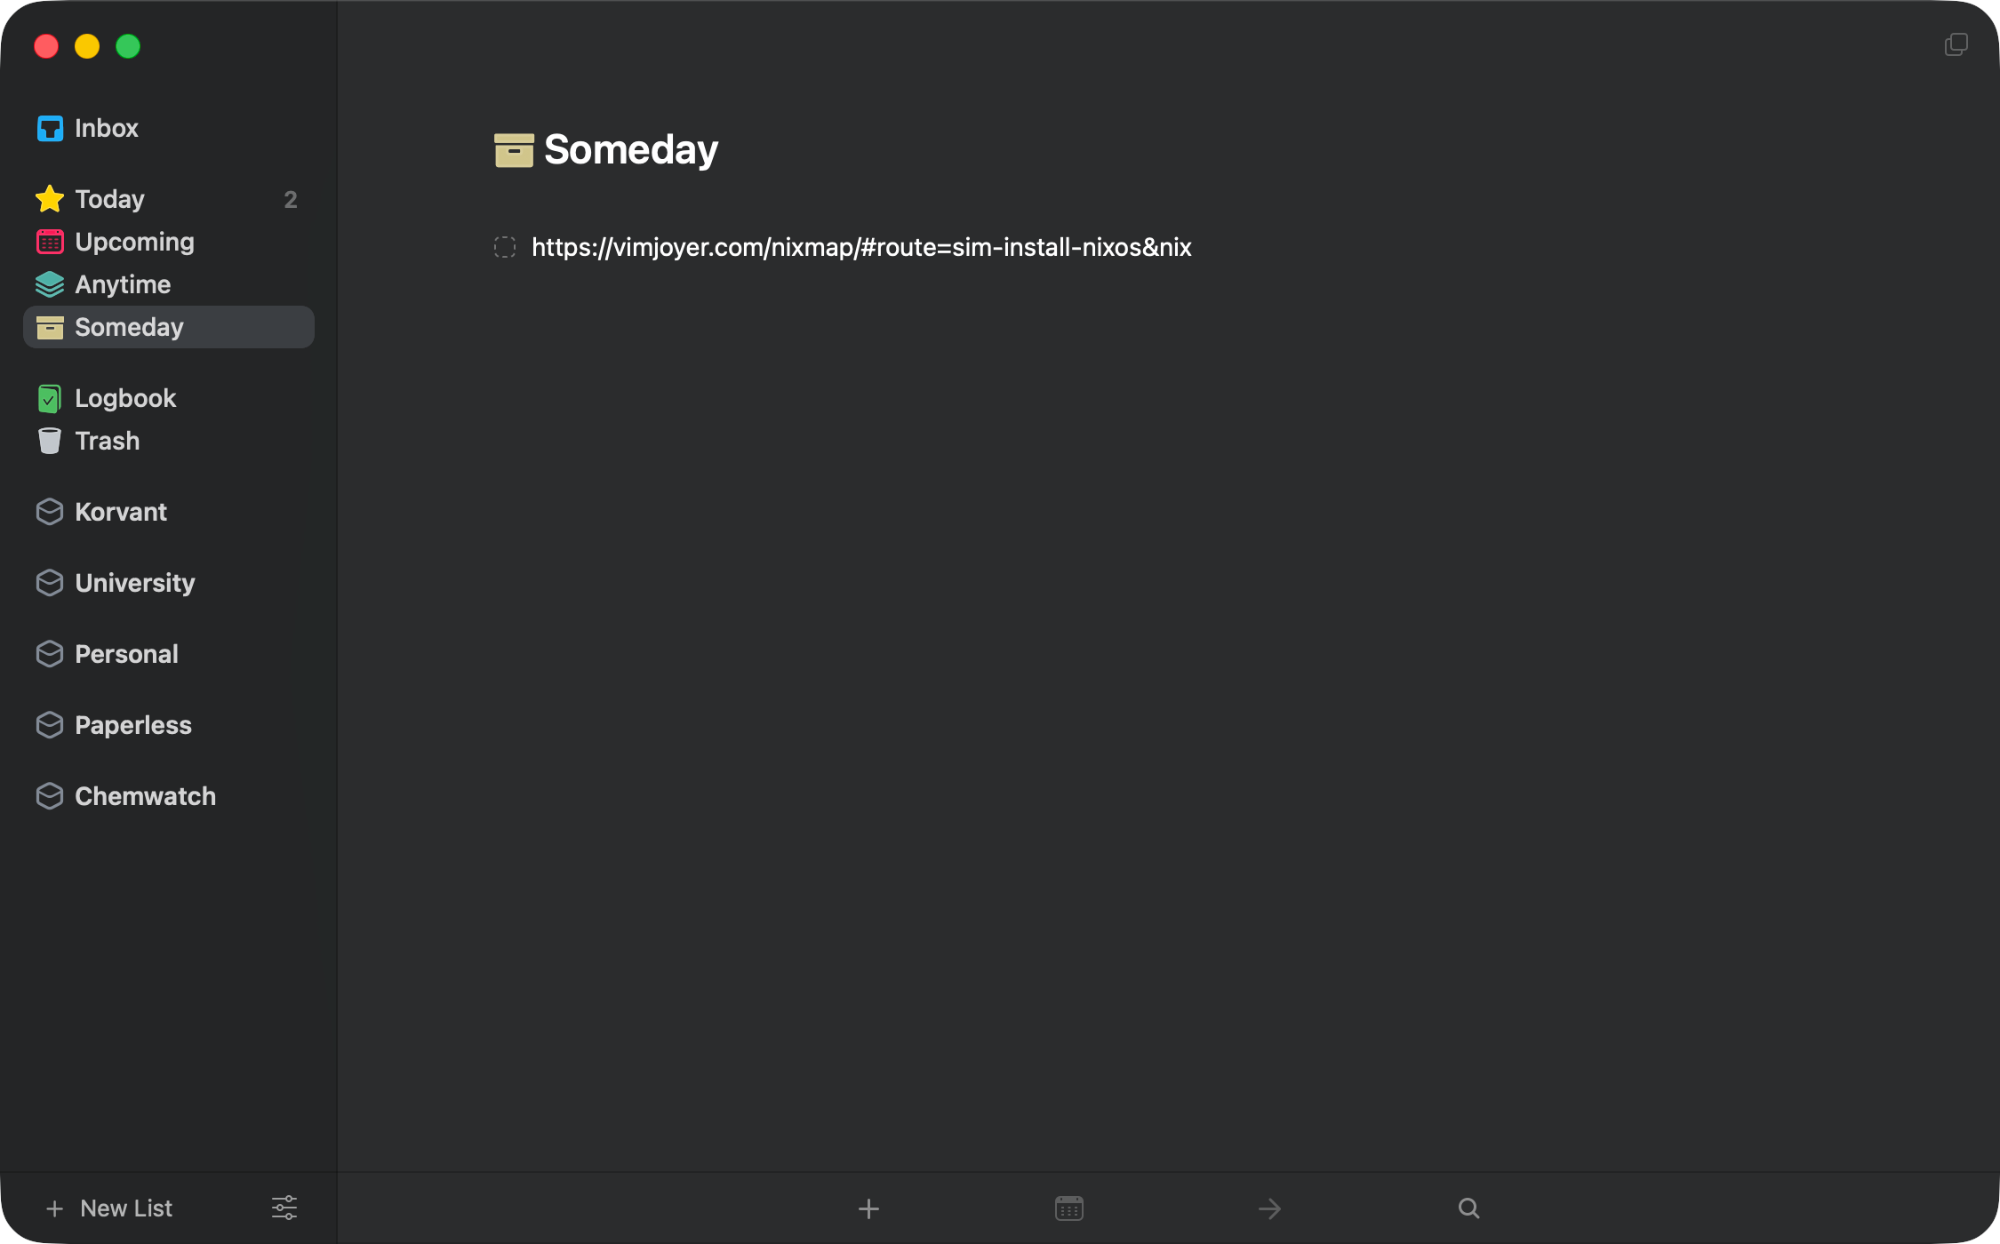 Inbox
Today 2
Upcoming
Anytime
Someday
Logbook
Trash
Korvant
University
Personal
Paperless
Chemwatch
New List
Someday
https://vimjoyer.com/nixmap/#route=sim-install-nixos&nix